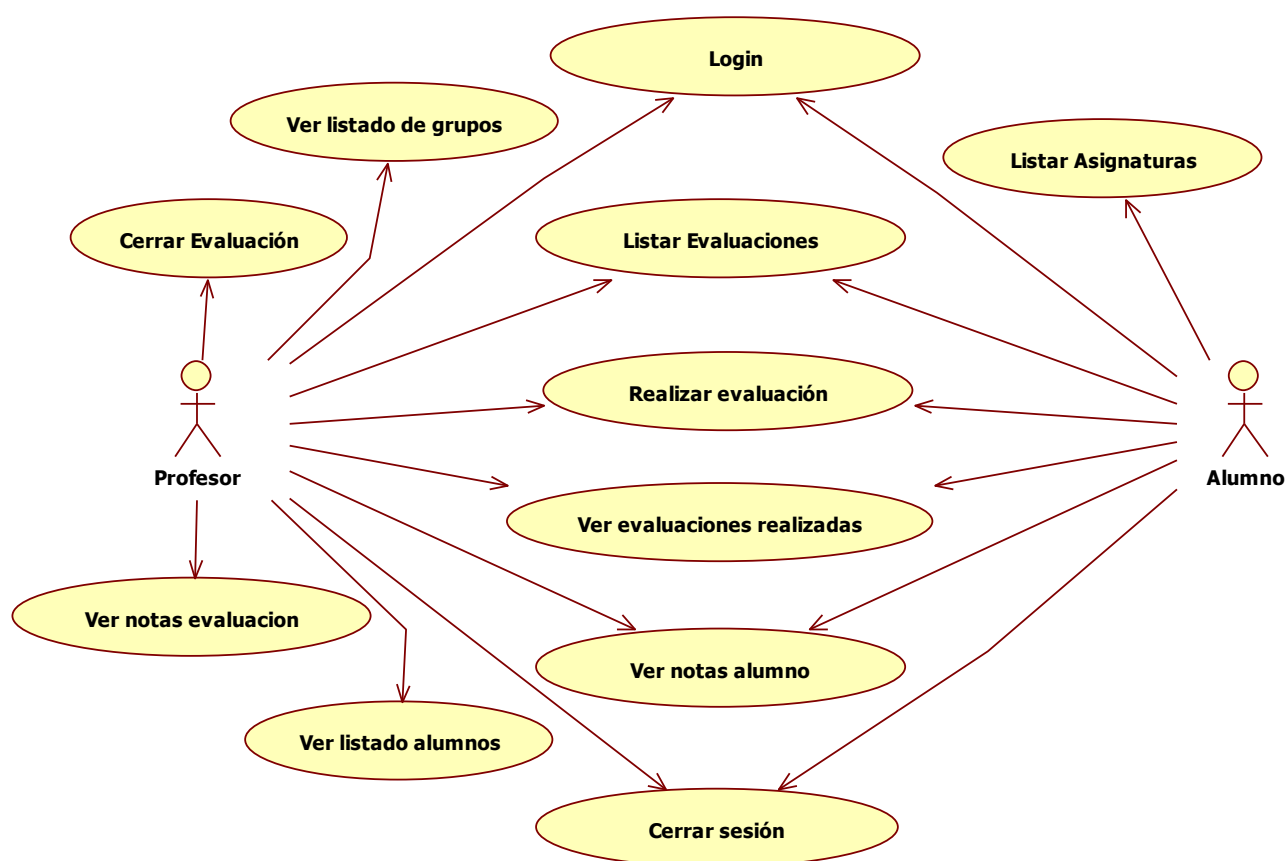 Login
Ver listado de grupos
Listar Asignaturas
Cerrar Evaluación
Listar Evaluaciones
Realizar evaluación
Profesor
Alumno
Ver evaluaciones realizadas
Ver notas evaluacion
Ver notas alumno
Ver listado alumnos
Cerrar sesión